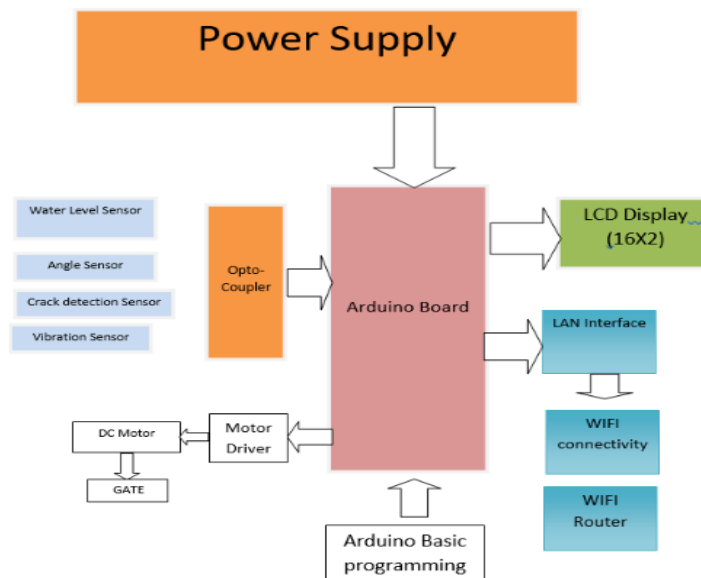 Power Supply
Water Level Sensor
Angle Sensor
Crack detection Sensor
Vibration Sensor
Opto-
Coupler
Arduino Board
LCD Display
(16X2)
LAN Interface
WIFI
connectivity
WIFI
Router
Motor
Driver
DC Motor
GATE
Arduino Basic
programming